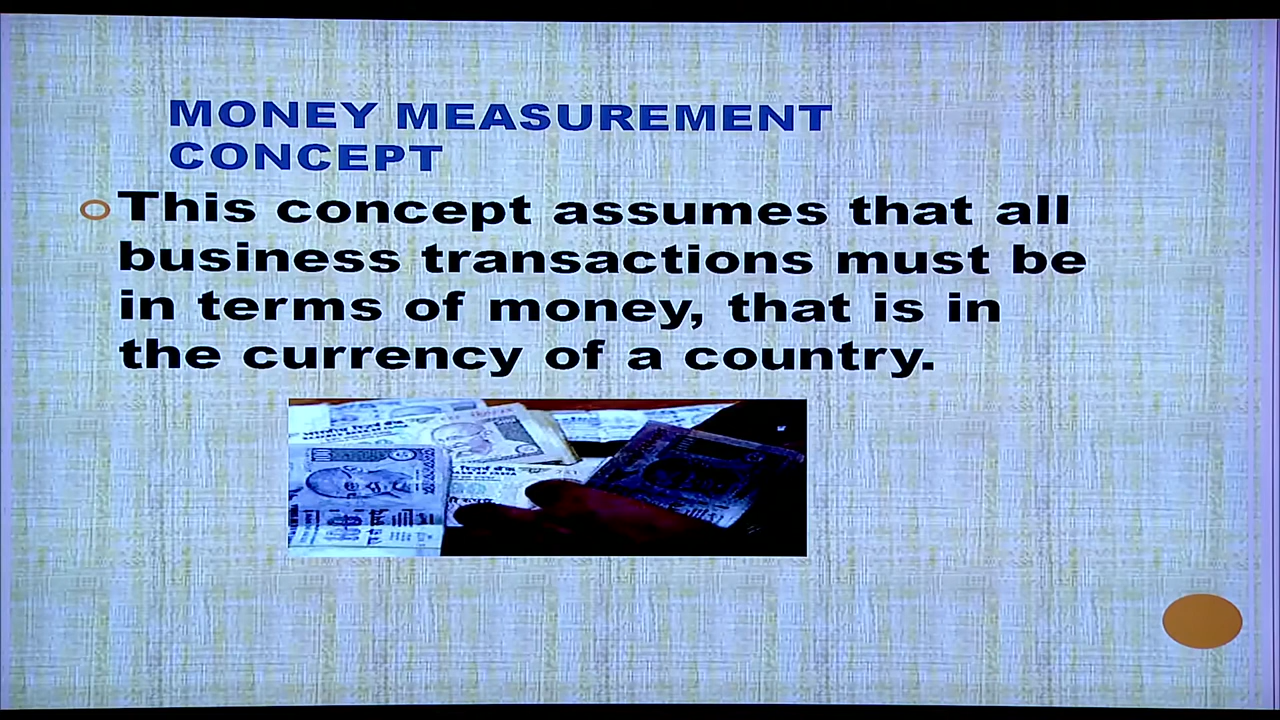 MONEY MEASUREMENT
CONCEPT
This concept assumes that all
business transactions must be
in terms of money, that is in
the currency of a country.